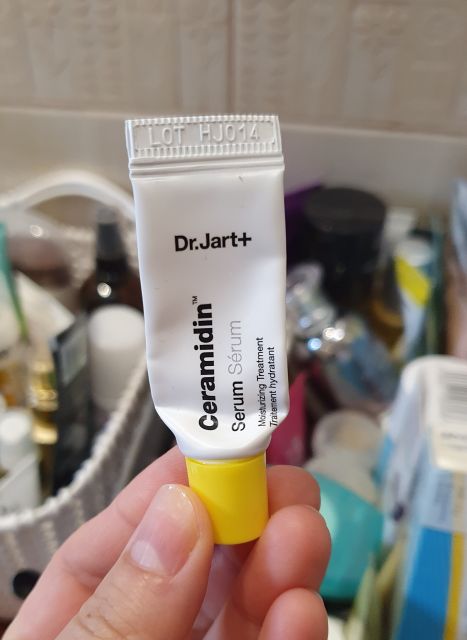 LOT HJ014
Dr.Jart+
Ceramidin™
Serum Sérum
Moisturizing Treatment
Traitement hydratant